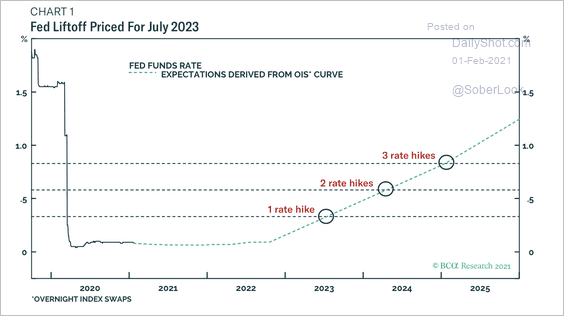 CHART 1
Fed Liftoff Priced For July 2023
Posted on
DailyShot.com
01-Feb-2021
@SoberLook
%
%
FED FUNDS RATE
EXPECTATIONS DERIVED FROM OIS* CURVE
1.5
1.5
1.0
1.0
3 rate hikes
2 rate hikes
.5
.5
1 rate hike
0
0
© BCα Research 2021
2020
2021
2022
2023
2024
2025
*OVERNIGHT INDEX SWAPS